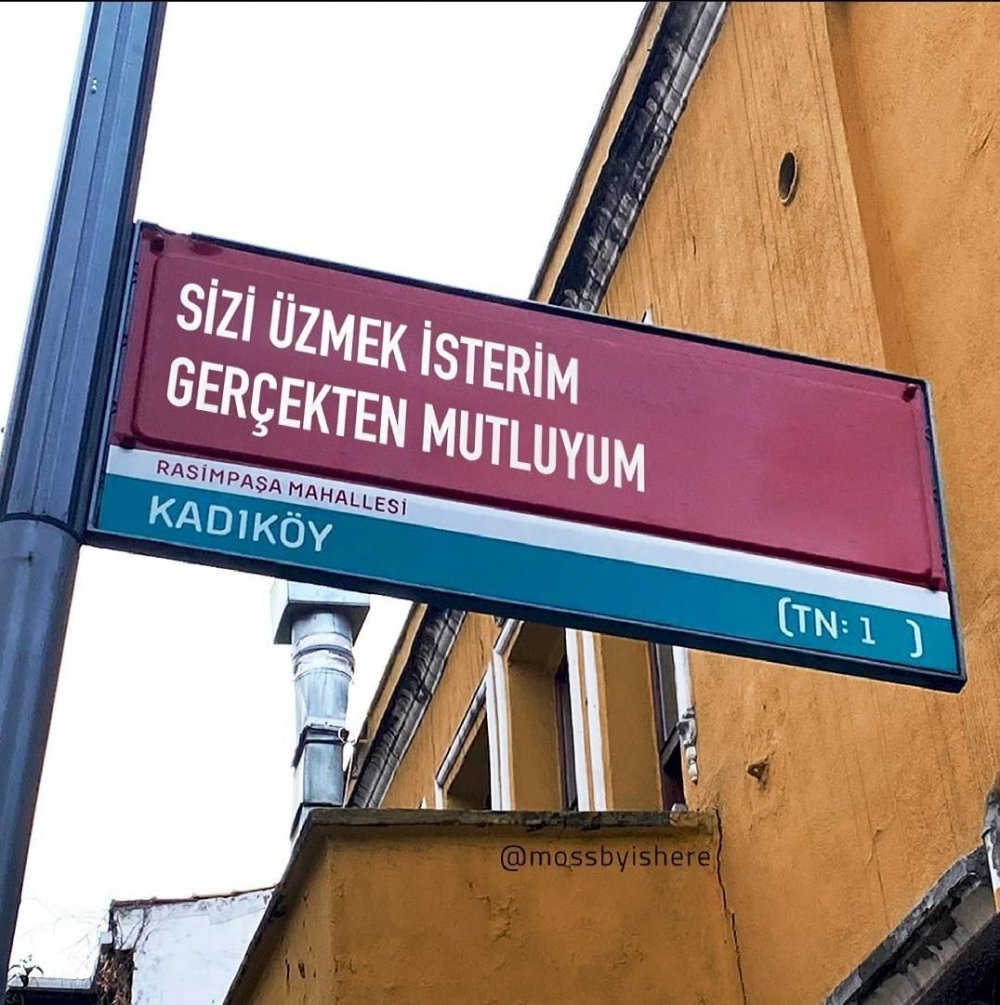 SİZİ ÜZMEK İSTERİM
GERÇEKTEN MUTLUYUM
RASİMPAŞA MAHALLESİ
KADIKÖY
(TN: 1 )
@mossbyishere